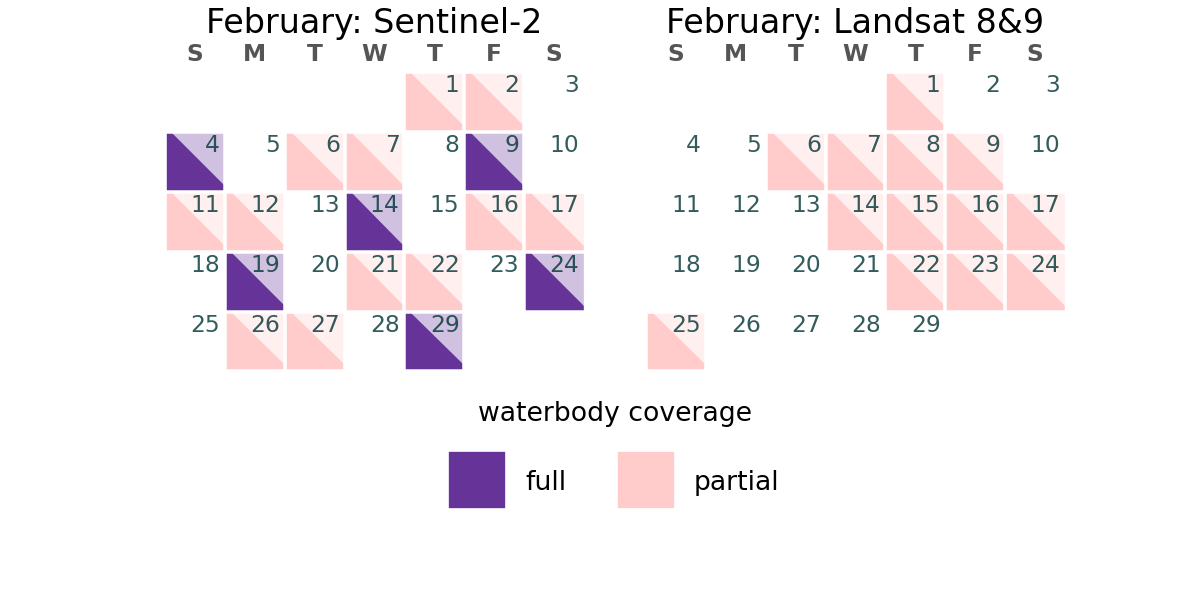 February: Sentinel-2
S M T W T F S
1 2 3
4 5 6 7 8 9 10
11 12 13 14 15 16 17
18 19 20 21 22 23 24
25 26 27 28 29
February: Landsat 8&9
S M T W T F S
1 2 3
4 5 6 7 8 9 10
11 12 13 14 15 16 17
18 19 20 21 22 23 24
25 26 27 28 29
waterbody coverage
full partial